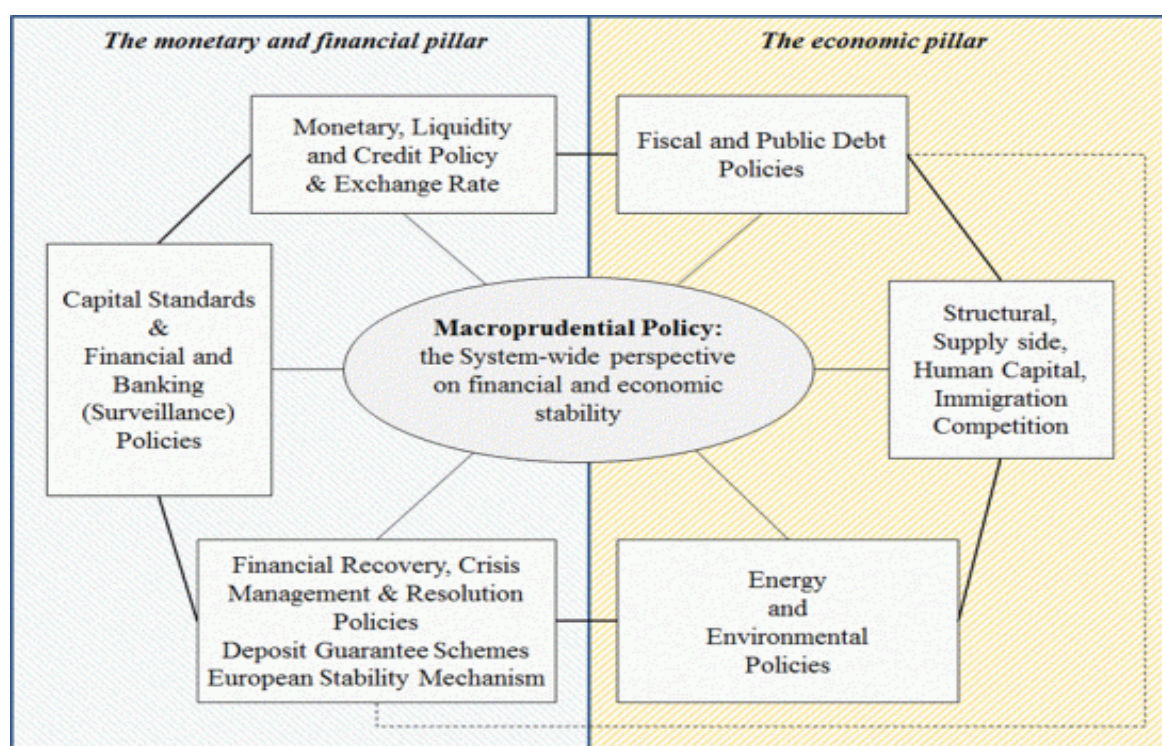 The monetary and financial pillar
The economic pillar
Monetary, Liquidity
and Credit Policy
& Exchange Rate
Fiscal and Public Debt
Policies
Capital Standards
&
Financial and
Banking
(Surveillance)
Policies
Macroprudential Policy:
the System-wide perspective
on financial and economic
stability
Structural,
Supply side,
Human Capital,
Immigration
Competition
Financial Recovery, Crisis
Management & Resolution
Policies
Deposit Guarantee Schemes
European Stability Mechanism
Energy
and
Environmental
Policies